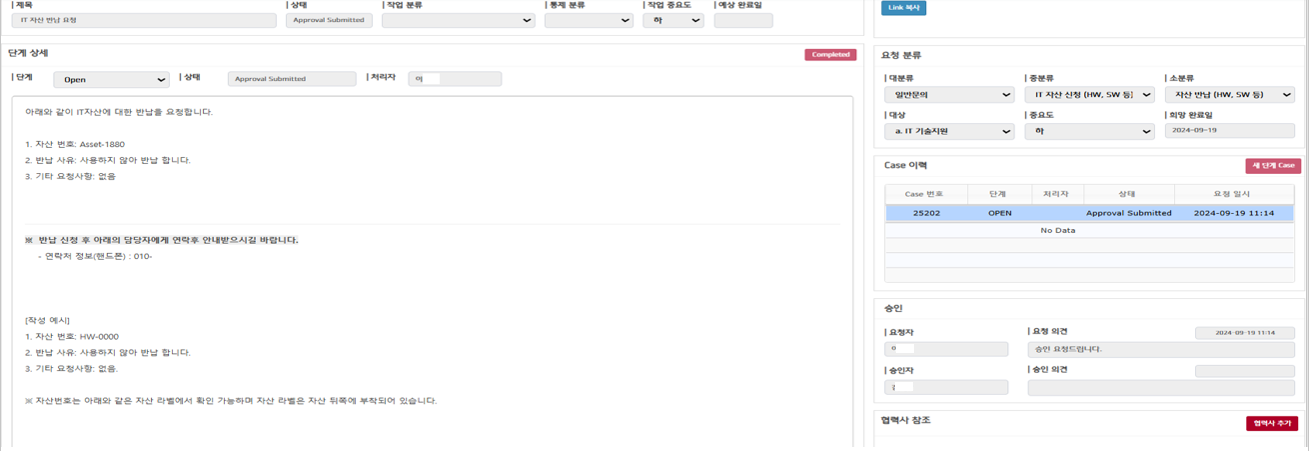 제목
IT 자산 반납 요청
상태
Approval Submitted
작업 분류
통제 분류
작업 중요도
하
예상 완료일
Link 복사
단계 상세
Completed
단계
Open
상태
Approval Submitted
처리자
이
아래와 같이 IT자산에 대한 반납을 요청합니다.
1. 자산 번호: Asset-1880
2. 반납 사유: 사용하지 않아 반납 합니다.
3. 기타 요청사항: 없음
※ 반납 신청 후 아래의 담당자에게 연락후 안내받으시길 바랍니다.
- 연락처 정보(핸드폰) : 010-
[작성 예시]
1. 자산 번호: HW-0000
2. 반납 사유: 사용하지 않아 반납 합니다.
3. 기타 요청사항: 없음.
※ 자산번호는 아래와 같은 자산 라벨에서 확인 가능하며 자산 라벨은 자산 뒤쪽에 부착되어 있습니다.
요청 분류
대분류
중분류
소분류
일반문의
IT 자산 신청 (HW, SW 등)
자산 반납 (HW, SW 등)
대상
중요도
희망 완료일
a. IT 기술지원
하
2024-09-19
Case 이력
새 단계 Case
Case 번호 단계 처리자 상태 요청 일시
25202 OPEN Approval Submitted 2024-09-19 11:14
No Data
승인
요청자
요청 의견
2024-09-19 11:14
승인 요청드립니다.
승인자
승인 의견
협력사 참조
협력사 추가